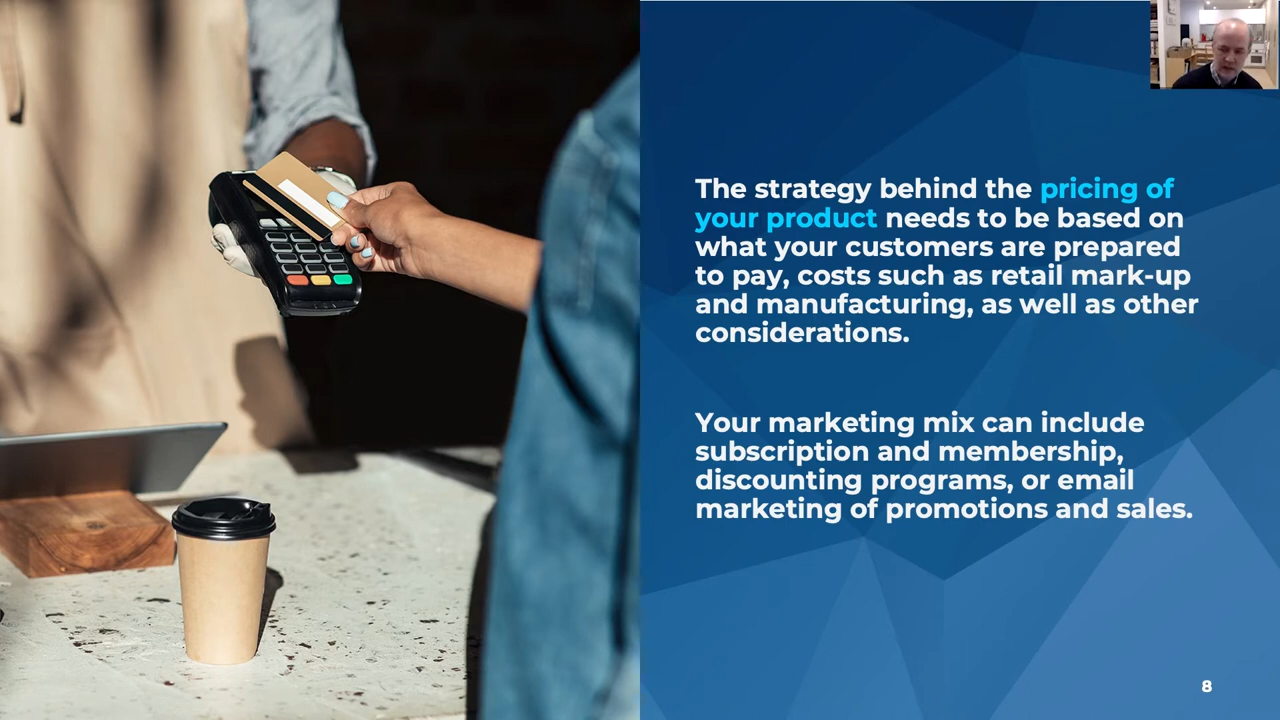 The strategy behind the pricing of
your product needs to be based on
what your customers are prepared
to pay, costs such as retail mark-up
and manufacturing, as well as other
considerations.
Your marketing mix can include
subscription and membership,
discounting programs, or email
marketing of promotions and sales.
8